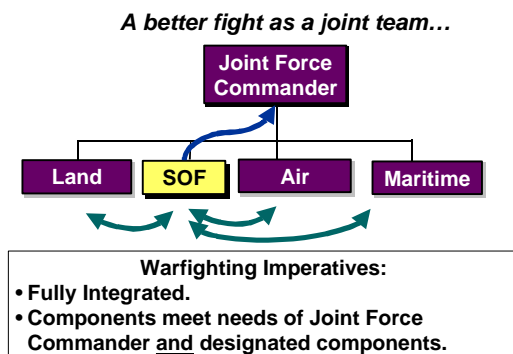 A better fight as a joint team…
Joint Force
Commander
Land
SOF
Air
Maritime
Warfighting Imperatives:
• Fully Integrated.
• Components meet needs of Joint Force
Commander and designated components.